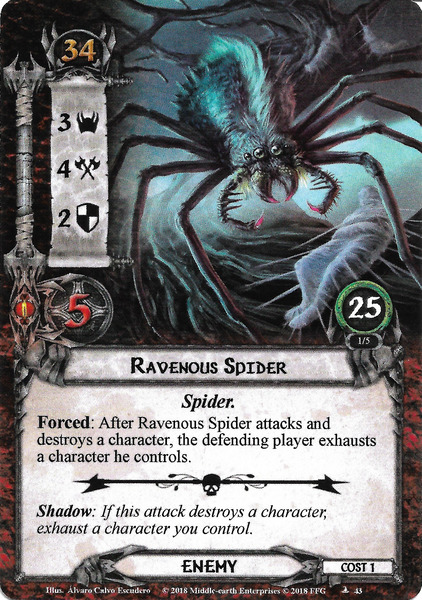 34
3
4
2
5
25
1/5
Ravenous Spider
Spider.
Forced: After Ravenous Spider attacks and
destroys a character, the defending player exhausts
a character he controls.
Shadow: If this attack destroys a character,
exhaust a character you control.
ENEMY
COST 1
Illus. Álvaro Calvo Escudero © 2018 Middle-earth Enterprises © 2018 FFG 43